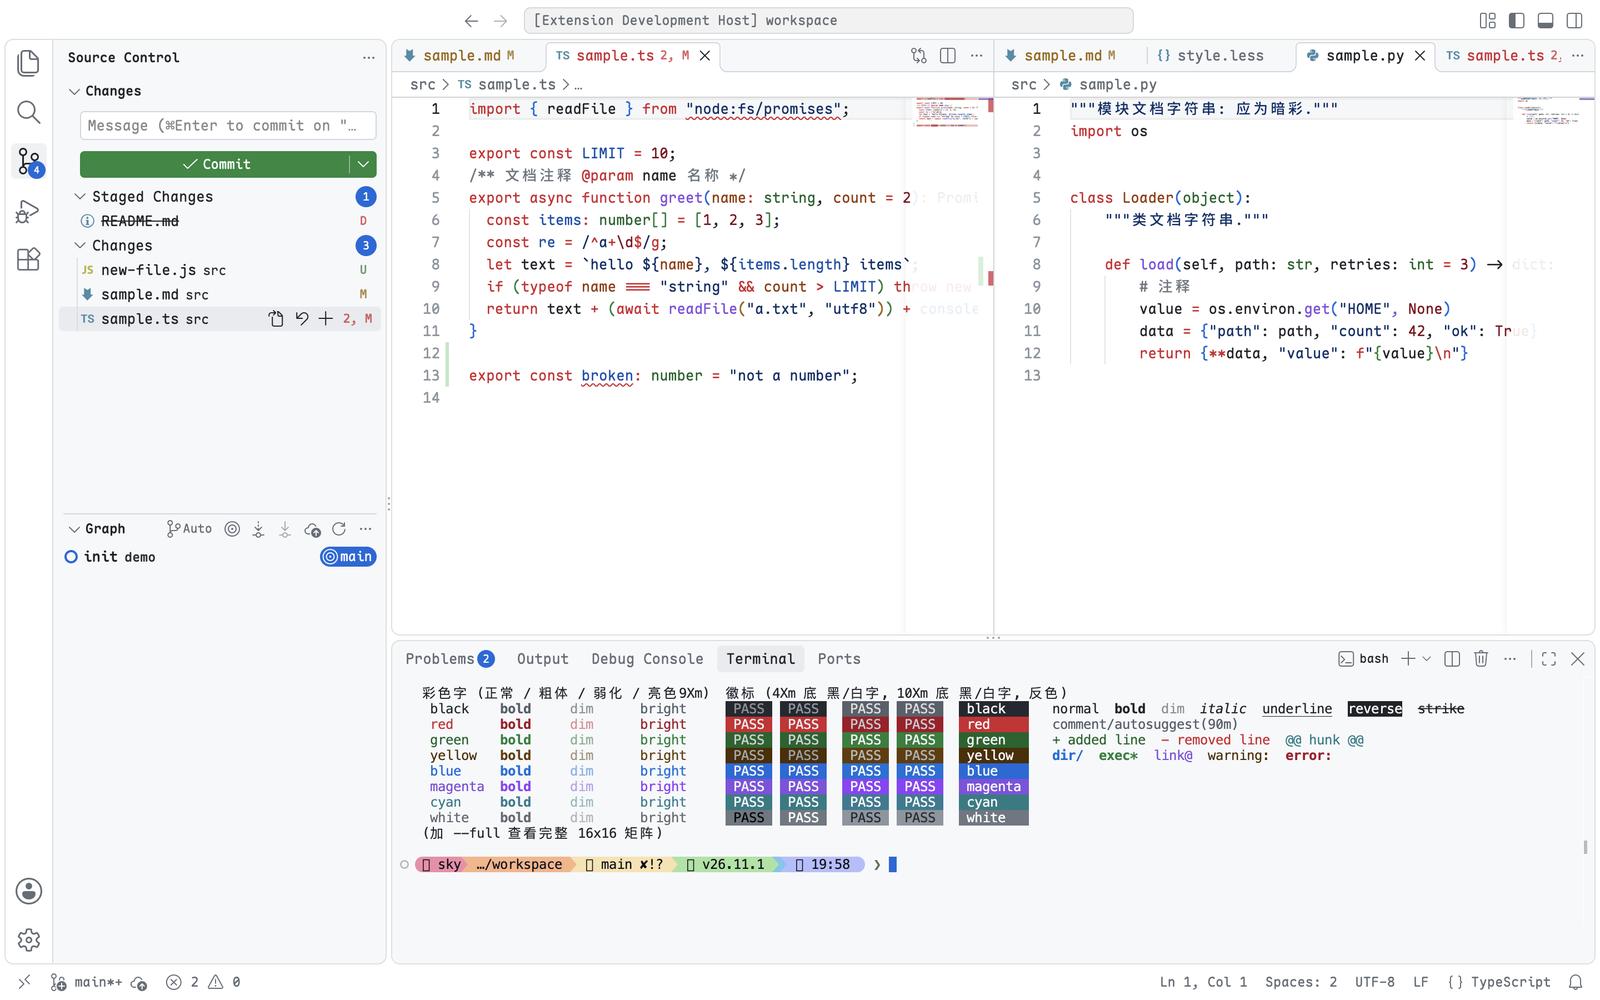 [Extension Development Host] workspace
Source Control
Changes
Message (⌘Enter to commit on "…
Commit
Staged Changes 1
README.md D
Changes 3
JS new-file.js src U
sample.md src M
TS sample.ts src 2, M
Graph Auto
init demo main
4
sample.md M
TS sample.ts 2, M
src > TS sample.ts > …
1 import { readFile } from "node:fs/promises";
2
3 export const LIMIT = 10;
4 /** 文档注释 @param name 名称 */
5 export async function greet(name: string, count = 2): Promi
6 const items: number[] = [1, 2, 3];
7 const re = /^a+\d$/g;
8 let text = `hello ${name}, ${items.length} items`;
9 if (typeof name === "string" && count > LIMIT) throw new
10 return text + (await readFile("a.txt", "utf8")) + console
11 }
12
13 export const broken: number = "not a number";
14
sample.md M
{} style.less
sample.py
TS sample.ts 2,
src > sample.py
1 """模块文档字符串: 应为暗彩."""
2 import os
3
4
5 class Loader(object):
6 """类文档字符串."""
7
8 def load(self, path: str, retries: int = 3) -> dict:
9 # 注释
10 value = os.environ.get("HOME", None)
11 data = {"path": path, "count": 42, "ok": True}
12 return {**data, "value": f"{value}\n"}
13
Problems 2 Output Debug Console Terminal Ports
bash
彩色字 (正常 / 粗体 / 弱化 / 亮色9Xm) 徽标 (4Xm 底 黑/白字, 10Xm 底 黑/白字, 反色)
black bold dim bright PASS PASS PASS PASS black normal bold dim italic underline reverse strike
red bold dim bright PASS PASS PASS PASS red comment/autosuggest(90m)
green bold dim bright PASS PASS PASS PASS green + added line - removed line @@ hunk @@
yellow bold dim bright PASS PASS PASS PASS yellow dir/ exec* link@ warning: error:
blue bold dim bright PASS PASS PASS PASS blue
magenta bold dim bright PASS PASS PASS PASS magenta
cyan bold dim bright PASS PASS PASS PASS cyan
white bold dim bright PASS PASS PASS PASS white
(加 --full 查看完整 16x16 矩阵)
sky …/workspace main ✘!? v26.11.1 19:58 ❯
main*+ 2 0
Ln 1, Col 1 Spaces: 2 UTF-8 LF {} TypeScript